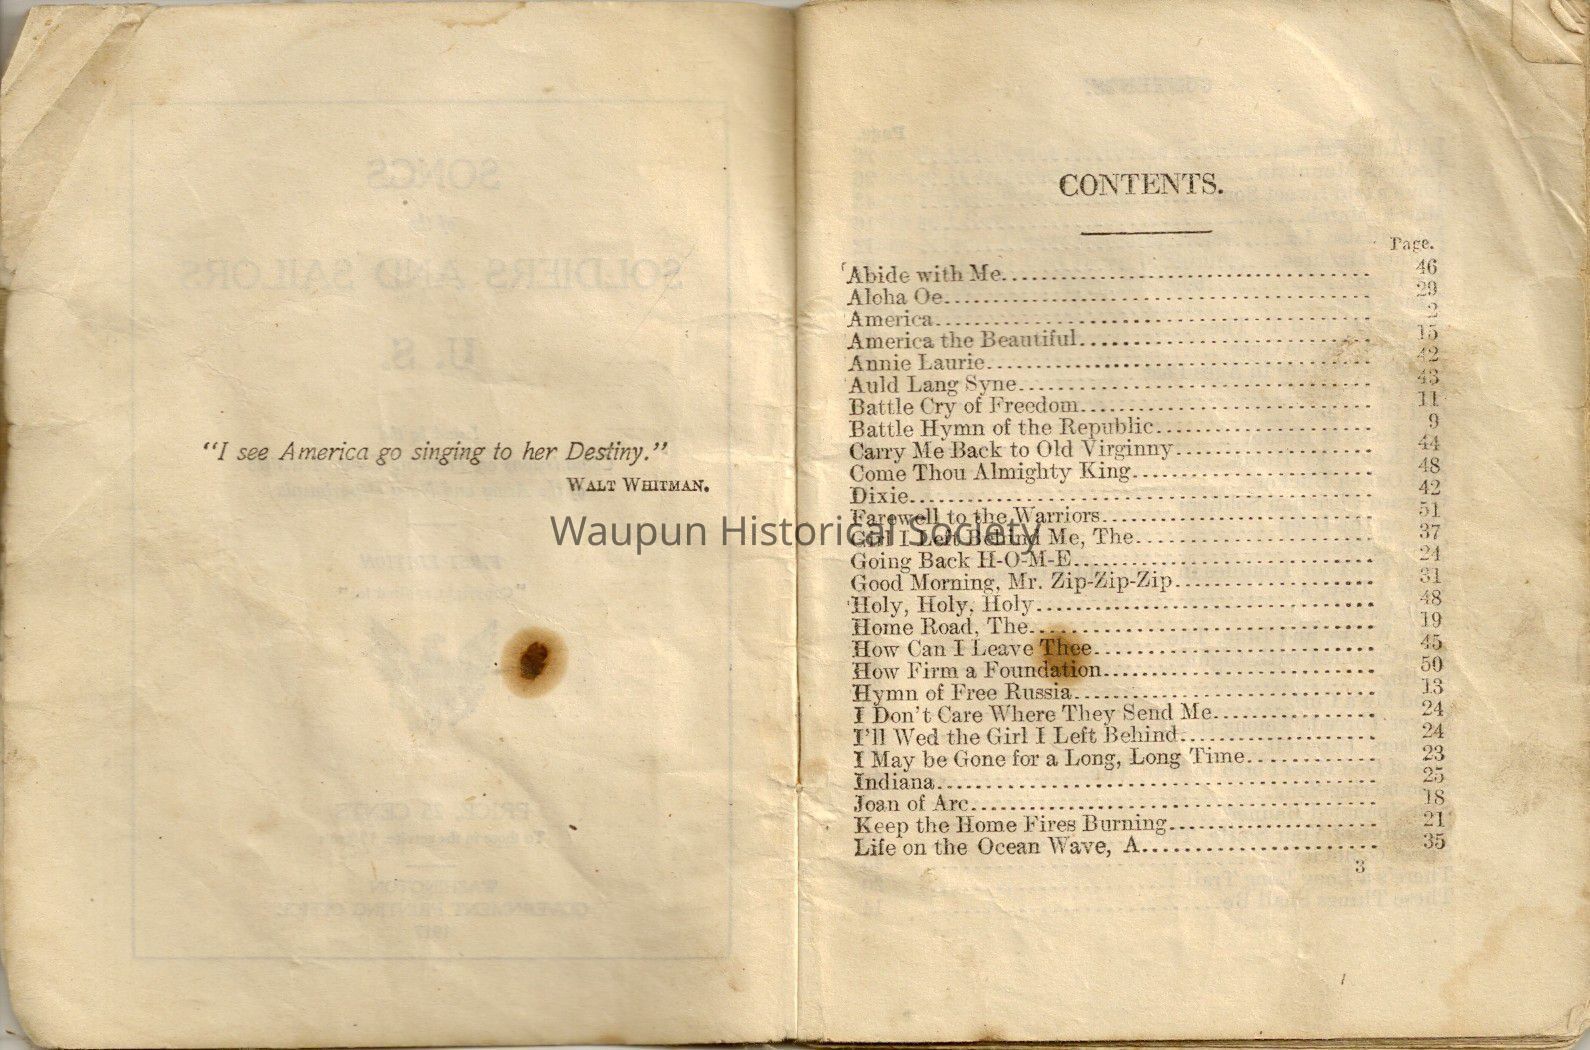 "I see America go singing to her Destiny."
WALT WHITMAN.
Waupun Historical Society
CONTENTS.
Page.
Abide with Me 46
Aloha Oe 29
America 2
America the Beautiful 15
Annie Laurie 42
Auld Lang Syne 43
Battle Cry of Freedom 11
Battle Hymn of the Republic 9
Carry Me Back to Old Virginny 44
Come Thou Almighty King 48
Dixie 42
Farewell to the Warriors 51
Girl I Left Behind Me, The 37
Going Back H-O-M-E 24
Good Morning, Mr. Zip-Zip-Zip 31
Holy, Holy, Holy 48
Home Road, The 19
How Can I Leave Thee 45
How Firm a Foundation 50
Hymn of Free Russia 13
I Don't Care Where They Send Me 24
I'll Wed the Girl I Left Behind 24
I May be Gone for a Long, Long Time 23
Indiana 25
Joan of Arc 18
Keep the Home Fires Burning 21
Life on the Ocean Wave, A 35
3